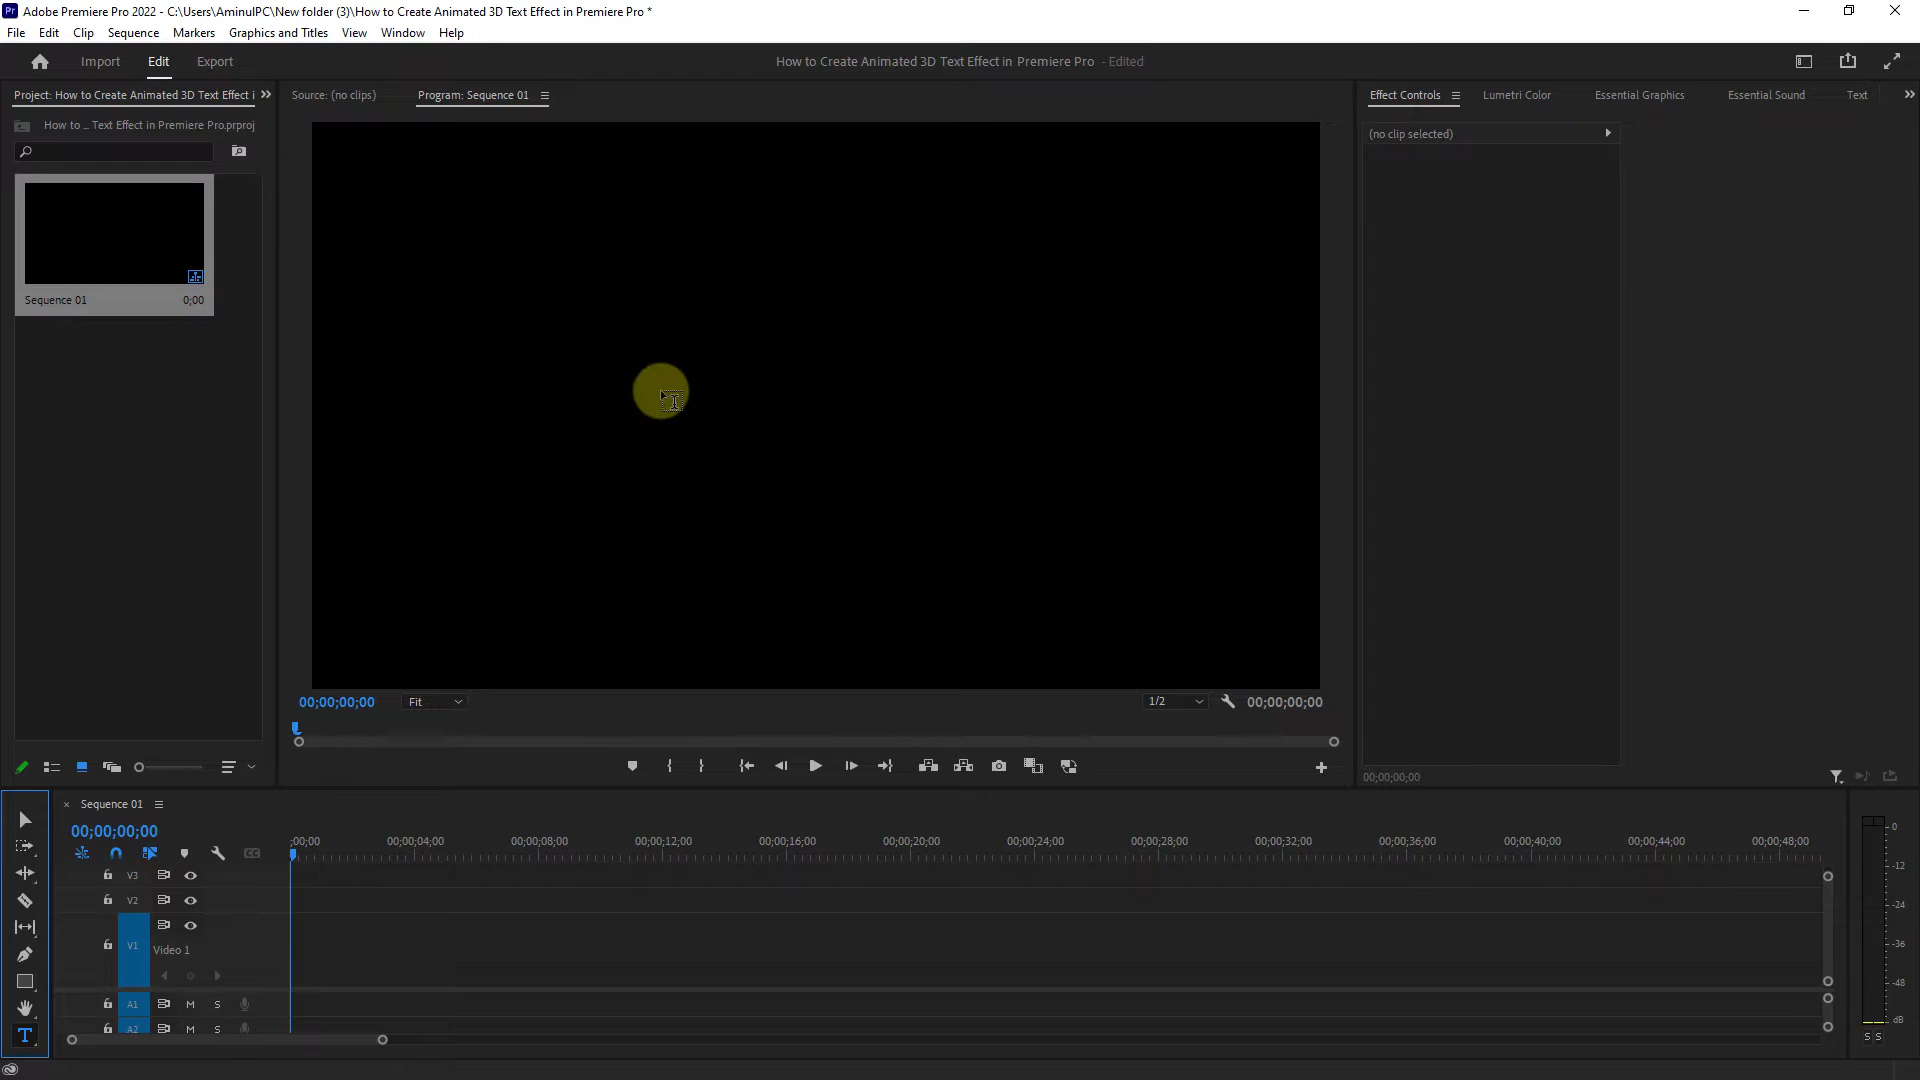 Pr Adobe Premiere Pro 2022 - C:\Users\AminulPC\New folder (3)\How to Create Animated 3D Text Effect in Premiere Pro *
File Edit Clip Sequence Markers Graphics and Titles View Window Help
Import Edit Export How to Create Animated 3D Text Effect in Premiere Pro - Edited
Project: How to Create Animated 3D Text Effect i Source: (no clips) Program: Sequence 01 Effect Controls Lumetri Color Essential Graphics Essential Sound Text
How to ... Text Effect in Premiere Pro.prproj
(no clip selected)
Sequence 01 0;00
00;00;00;00 Fit 1/2 00;00;00;00
00;00;00;00
Sequence 01
00;00;00;00
;00;00 00;00;04;00 00;00;08;00 00;00;12;00 00;00;16;00 00;00;20;00 00;00;24;00 00;00;28;00 00;00;32;00 00;00;36;00 00;00;40;00 00;00;44;00 00;00;48;00
V3
V2
V1 Video 1
A1 M S
A2 M S
T
0
-12
-24
-36
-48
dB
S S